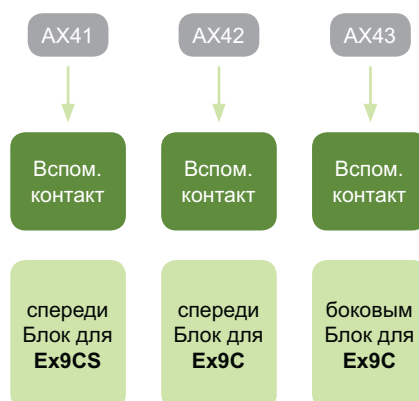 AX41
AX42
AX43
Вспом.
контакт
Вспом.
контакт
Вспом.
контакт
спереди
Блок для
Ex9CS
спереди
Блок для
Ex9C
боковым
Блок для
Ex9C